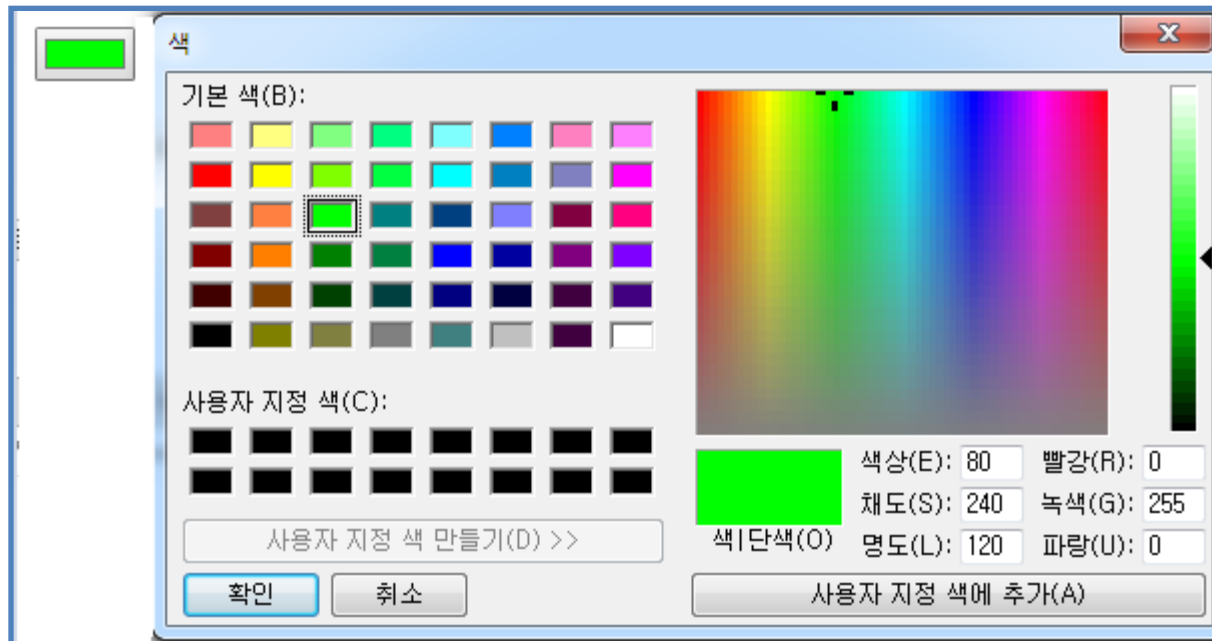 색
기본 색(B):
사용자 지정 색(C):
사용자 지정 색 만들기(D) >>
확인
취소
색|단색(O)
색상(E): 80
채도(S): 240
명도(L): 120
빨강(R): 0
녹색(G): 255
파랑(U): 0
사용자 지정 색에 추가(A)